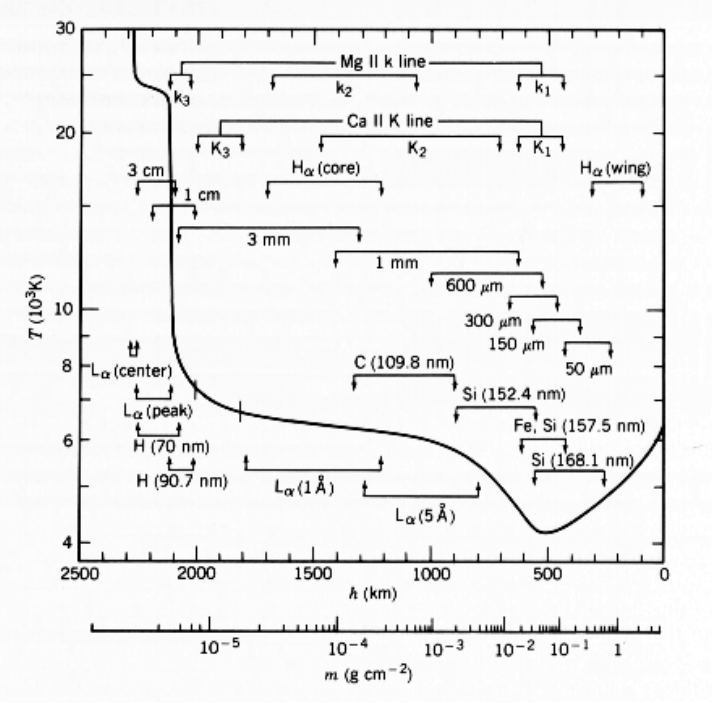 30
Mg II k line
k3
k2
k1
Ca II K line
20
K3
K2
K1
3 cm
Hα (core)
Hα (wing)
1 cm
3 mm
1 mm
600 μm
10
300 μm
150 μm
T (10³K)
8
50 μm
Lα (center)
C (109.8 nm)
Lα (peak)
Si (152.4 nm)
Fe, Si (157.5 nm)
6
H (70 nm)
Si (168.1 nm)
H (90.7 nm)
Lα (1 Å)
Lα (5 Å)
4
2500 2000 1500 1000 500 0
h (km)
10⁻⁵ 10⁻⁴ 10⁻³ 10⁻² 10⁻¹ 1
m (g cm⁻²)